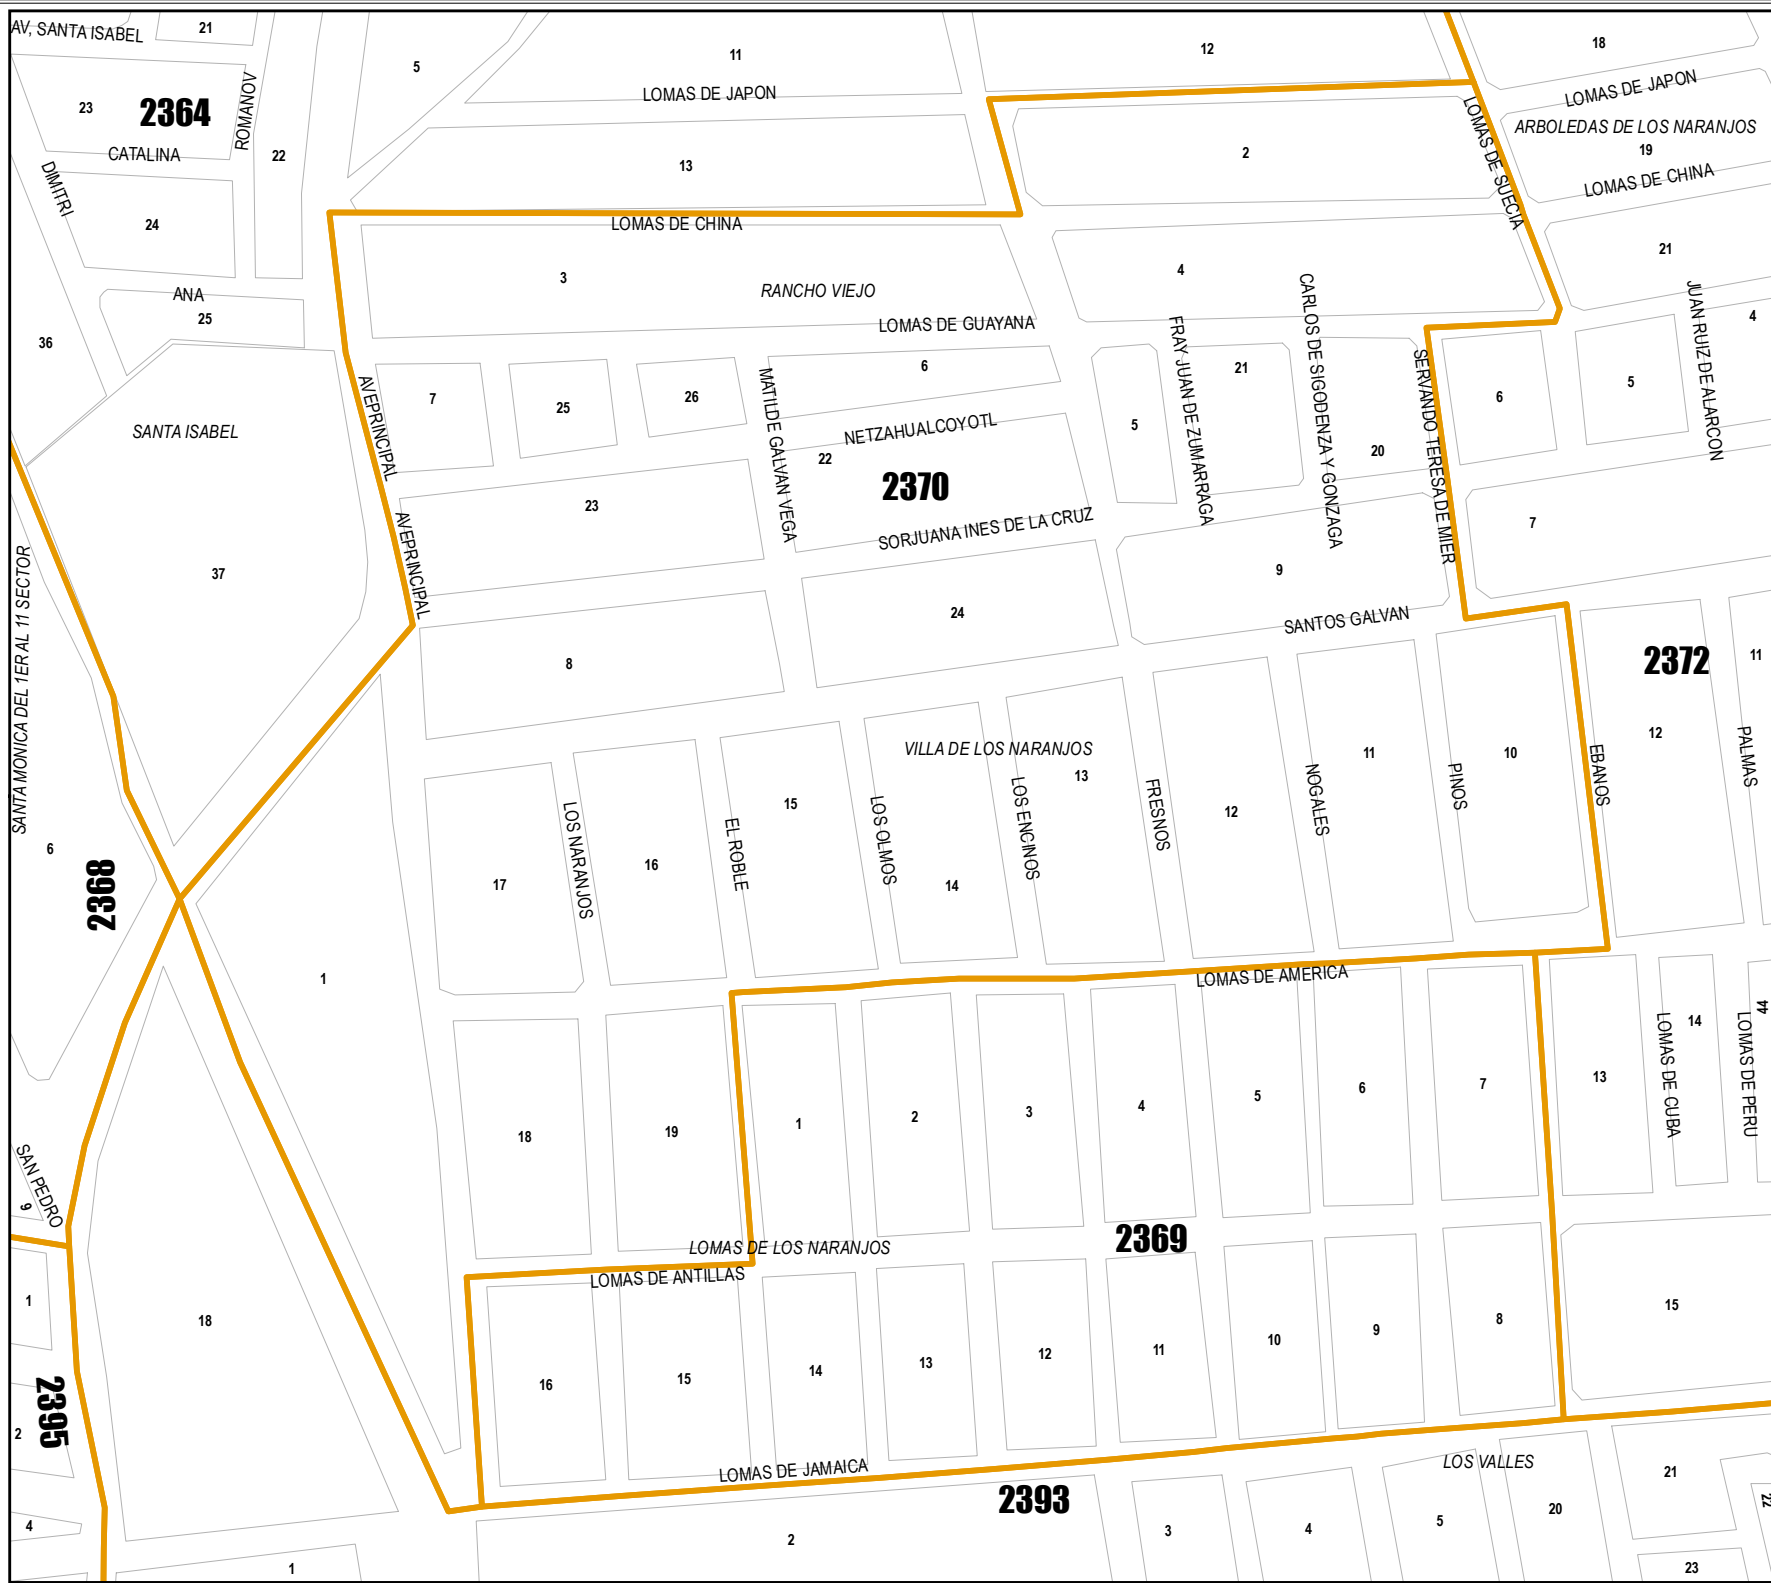 AV, SANTA ISABEL
21
5
11
12
18
LOMAS DE JAPON
LOMAS DE JAPON
23
2364
ROMANOV
CATALINA
22
13
2
LOMAS DE SUECIA
ARBOLEDAS DE LOS NARANJOS
19
LOMAS DE CHINA
DIMITRI
24
LOMAS DE CHINA
21
3
RANCHO VIEJO
4
ANA
25
LOMAS DE GUAYANA
CARLOS DE SIGODENZA Y GONZAGA
JUAN RUIZ DE ALARCON
4
36
SANTA ISABEL
AVEPRINCIPAL
7
25
26
MATILDE GALVAN VEGA
6
FRAY JUAN DE ZUMARRAGA
21
SERVANDO TERESA DE MIER
6
5
NETZAHUALCOYOTL
5
22
20
2370
23
AVEPRINCIPAL
SORJUANA INES DE LA CRUZ
7
37
9
SANTA MONICA DEL 1ER AL 11 SECTOR
24
SANTOS GALVAN
8
2372
11
VILLA DE LOS NARANJOS
13
11
10
12
EBANOS
PALMAS
LOS NARANJOS
EL ROBLE
15
LOS OLMOS
LOS ENCINOS
FRESNOS
12
NOGALES
PINOS
6
2368
17
16
14
1
LOMAS DE AMERICA
18
19
1
2
3
4
5
6
7
13
LOMAS DE CUBA
14
LOMAS DE PERU
44
SAN PEDRO
9
2369
LOMAS DE LOS NARANJOS
LOMAS DE ANTILLAS
1
18
16
15
14
13
12
11
10
9
8
15
2395
2
LOMAS DE JAMAICA
LOS VALLES
21
2393
4
1
2
3
4
5
20
22
23